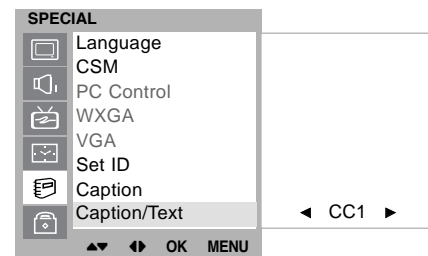 SPECIAL
Language
CSM
PC Control
WXGA
VGA
Set ID
Caption
Caption/Text ◄ CC1 ►
▲▼ ◄► OK MENU